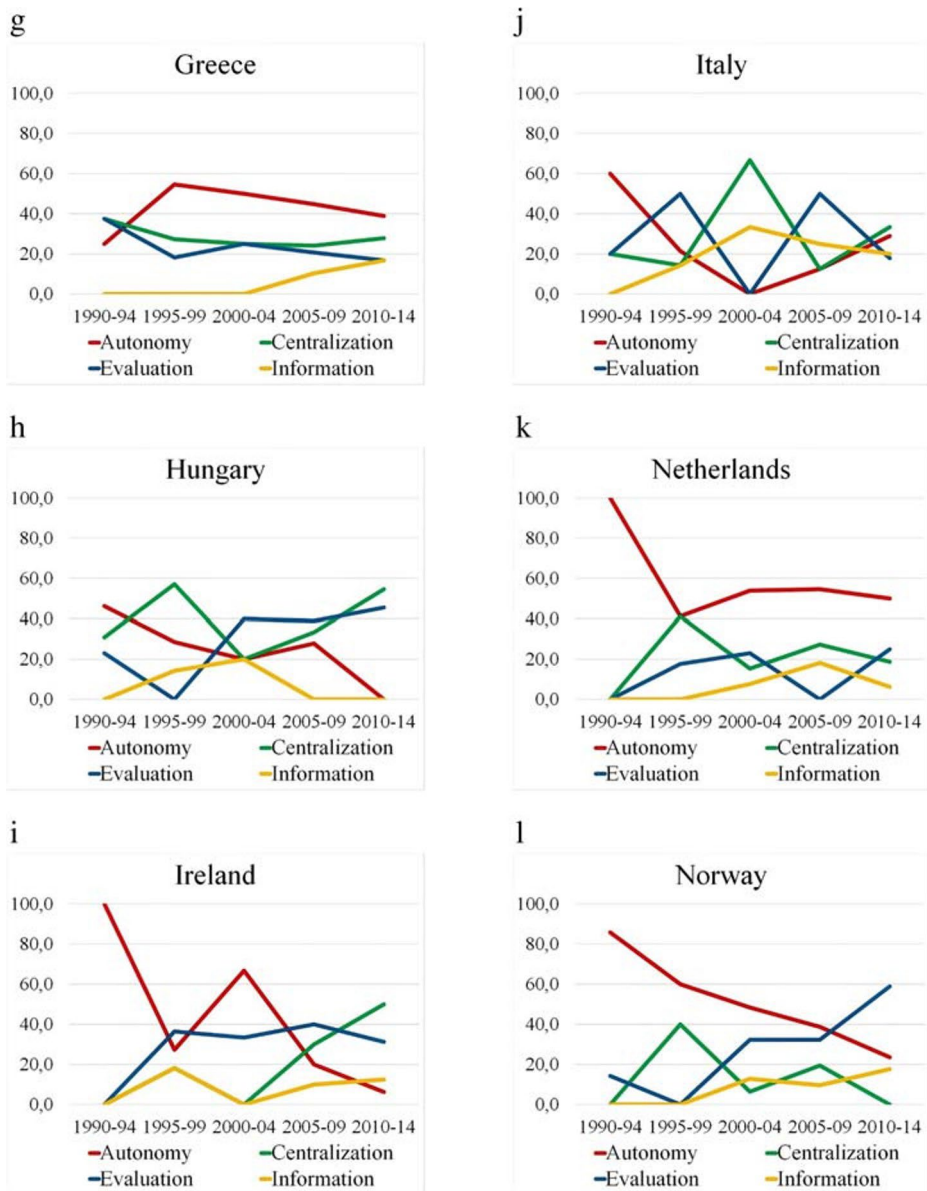 g
Greece
100,0
80,0
60,0
40,0
20,0
0,0
1990-94 1995-99 2000-04 2005-09 2010-14
Autonomy Centralization
Evaluation Information
j
Italy
100,0
80,0
60,0
40,0
20,0
0,0
1990-94 1995-99 2000-04 2005-09 2010-14
Autonomy Centralization
Evaluation Information
h
Hungary
100,0
80,0
60,0
40,0
20,0
0,0
1990-94 1995-99 2000-04 2005-09 2010-14
Autonomy Centralization
Evaluation Information
k
Netherlands
100,0
80,0
60,0
40,0
20,0
0,0
1990-94 1995-99 2000-04 2005-09 2010-14
Autonomy Centralization
Evaluation Information
i
Ireland
100,0
80,0
60,0
40,0
20,0
0,0
1990-94 1995-99 2000-04 2005-09 2010-14
Autonomy Centralization
Evaluation Information
l
Norway
100,0
80,0
60,0
40,0
20,0
0,0
1990-94 1995-99 2000-04 2005-09 2010-14
Autonomy Centralization
Evaluation Information